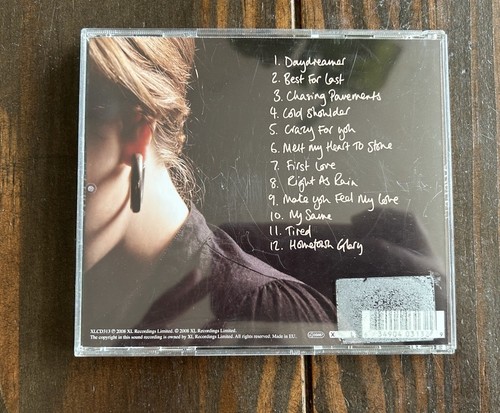 1. Daydreamer
2. Best For Last
3. Chasing Pavements
4. Cold Shoulder
5. Crazy For you
6. Melt my Heart To Stone
7. First Love
8. Right As Rain
9. Make you Feel My Love
10. My Same
11. Tired
12. Hometown Glory
XLCD313 ℗ 2008 XL Recordings Limited. © 2008 XL Recordings Limited.
The copyright in this sound recording is owned by XL Recordings Limited. All rights reserved. Made in EU.